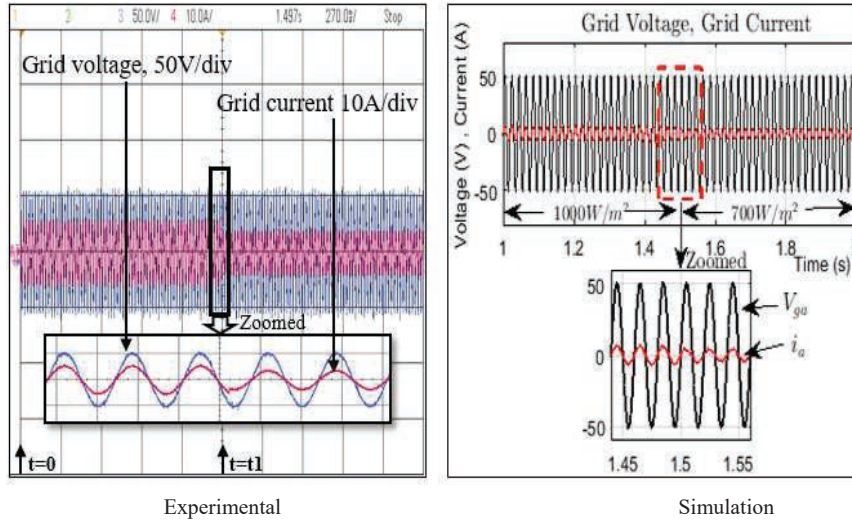 1 2 3 50.0V/ 4 10.0A/ 1.497s 270.0 Stop
Grid voltage, 50V/div
Grid current 10A/div
Zoomed
t=0
t=t1
Experimental
Grid Voltage, Grid Current
Voltage (V) , Current (A)
50
0
-50
1000W/m²
700W/m²
1 1.2 1.4 1.6 1.8
Time (s)
Zoomed
50
0
-50
V_ga
i_a
1.45 1.5 1.55
Simulation